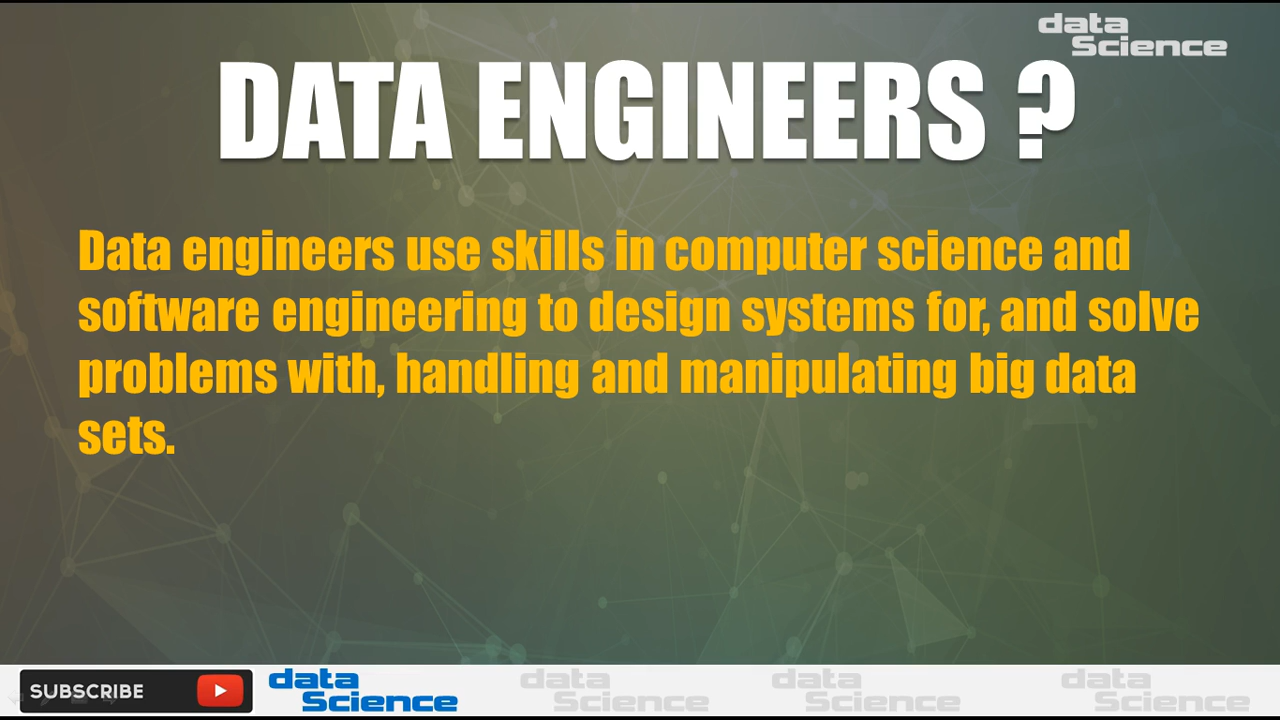 data
Science
DATA ENGINEERS ?
Data engineers use skills in computer science and
software engineering to design systems for, and solve
problems with, handling and manipulating big data
sets.
SUBSCRIBE
data
Science
data
Science
data
Science
data
Science